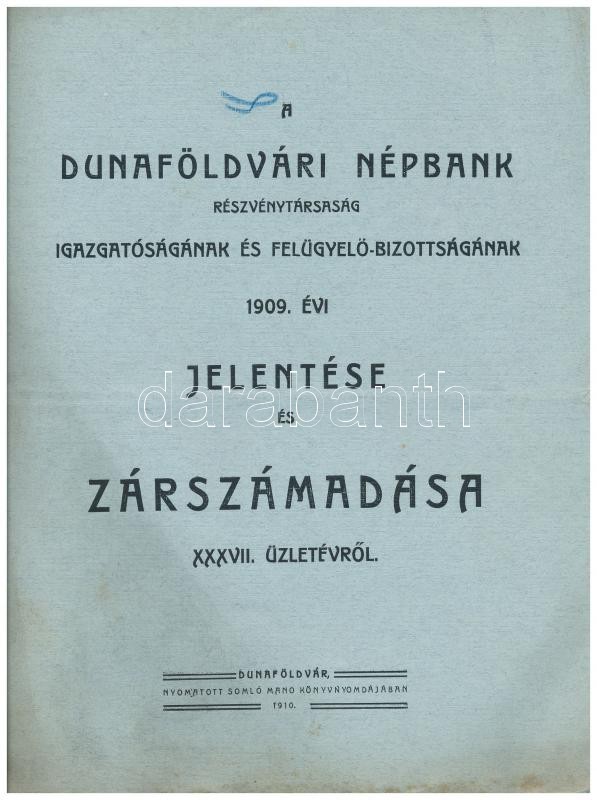 A
DUNAFÖLDVÁRI NÉPBANK
RÉSZVÉNYTÁRSASÁG
IGAZGATÓSÁGÁNAK ÉS FELÜGYELŐ-BIZOTTSÁGÁNAK
1909. ÉVI
JELENTÉSE
darabanth
ÉS
ZÁRSZÁMADÁSA
XXXVII. ÜZLETÉVRŐL.
DUNAFÖLDVÁR,
NYOMATOTT SOMLÓ MANO KÖNYVNYOMDÁJÁBAN
1910.